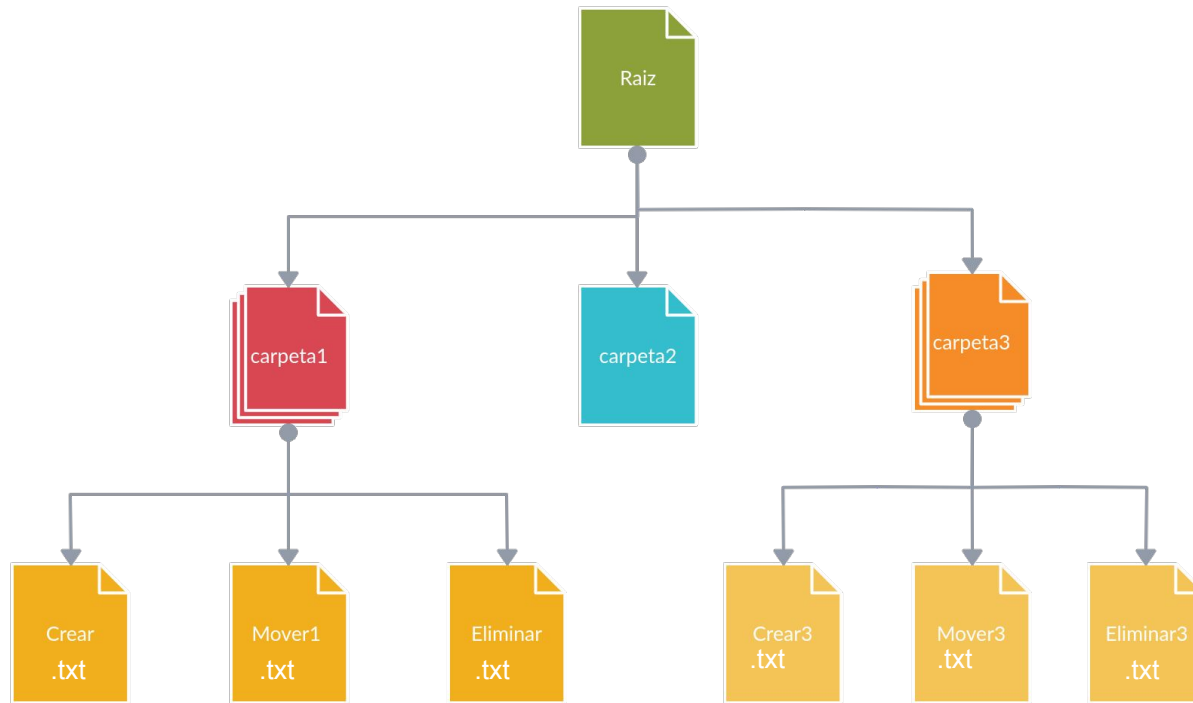 Raiz
carpeta1
carpeta2
carpeta3
Crear
.txt
Mover1
.txt
Eliminar
.txt
Crear3
.txt
Mover3
.txt
Eliminar3
.txt